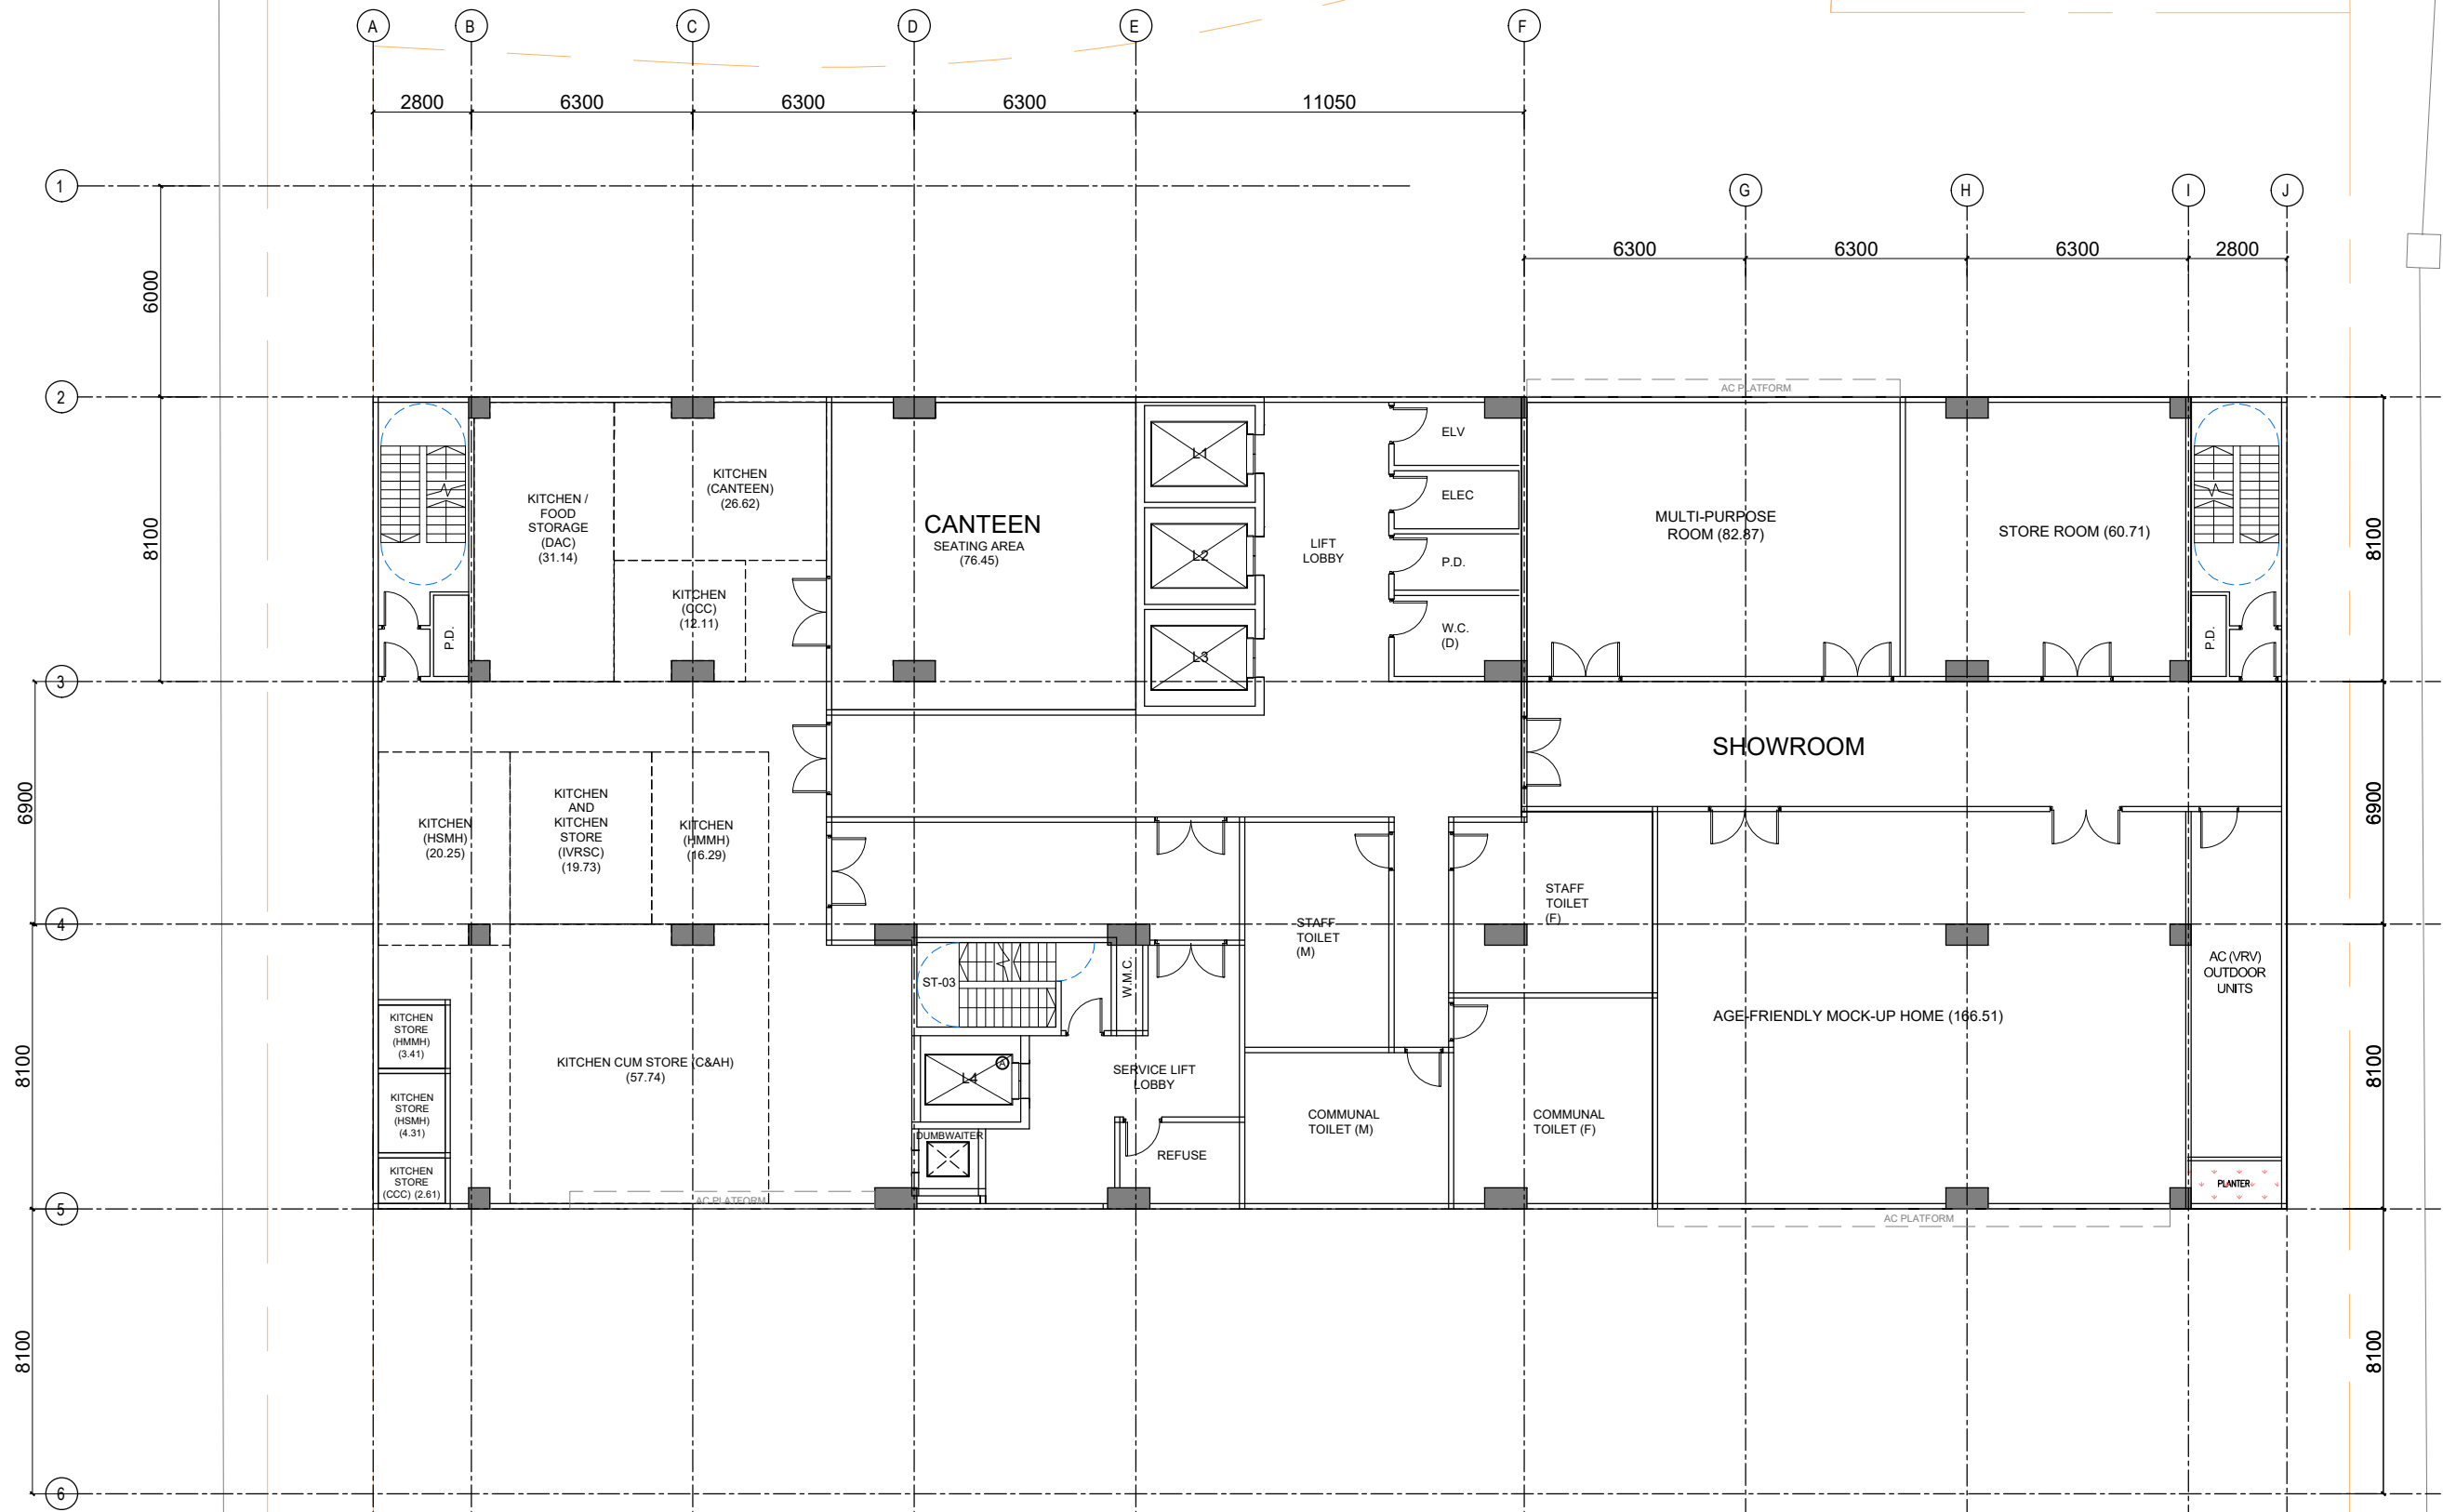 A
B
C
D
E
F
2800
6300
6300
6300
11050
1
G
H
I
J
6300
6300
6300
2800
6000
2
AC PLATFORM
8100
8100
KITCHEN /
FOOD
STORAGE
(DAC)
(31.14)
KITCHEN
(CANTEEN)
(26.62)
KITCHEN
(CCC)
(12.11)
CANTEEN
SEATING AREA
(76.45)
L1
L2
L3
LIFT
LOBBY
ELV
ELEC
P.D.
W.C.
(D)
MULTI-PURPOSE
ROOM (82.87)
STORE ROOM (60.71)
P.D.
P.D.
3
SHOWROOM
6900
6900
KITCHEN
(HSMH)
(20.25)
KITCHEN
AND
KITCHEN
STORE
(IVRSC)
(19.73)
KITCHEN
(HMMH)
(16.29)
STAFF
TOILET
(M)
STAFF
TOILET
(F)
4
ST-03
W.M.C.
AC (VRV)
OUTDOOR
UNITS
AGE-FRIENDLY MOCK-UP HOME (166.51)
KITCHEN
STORE
(HMMH)
(3.41)
KITCHEN
STORE
(HSMH)
(4.31)
KITCHEN
STORE
(CCC) (2.61)
KITCHEN CUM STORE (C&AH)
(57.74)
A
L4
SERVICE LIFT
LOBBY
DUMBWAITER
REFUSE
COMMUNAL
TOILET (M)
COMMUNAL
TOILET (F)
8100
8100
PLANTER
AC PLATFORM
5
AC PLATFORM
8100
8100
6